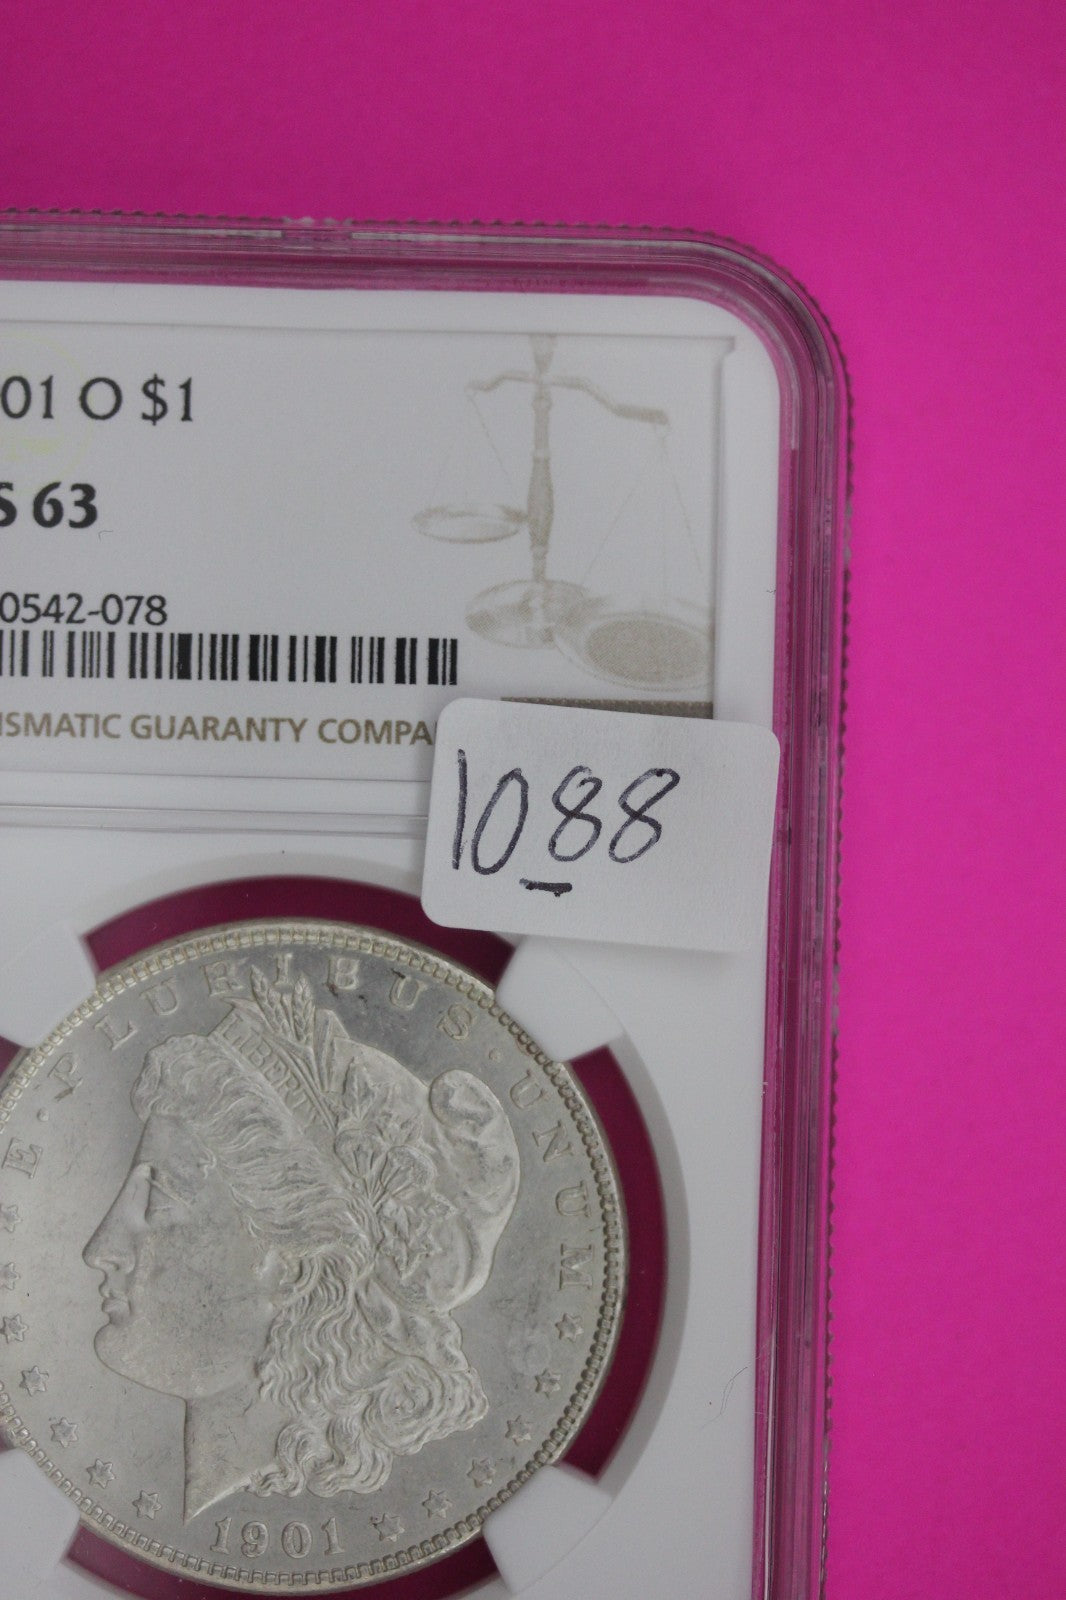 01 O $1
S 63
0542-078
ISMATIC GUARANTY COMPA
1088
E · PLURIBUS · UNUM
LIBERTY
1901